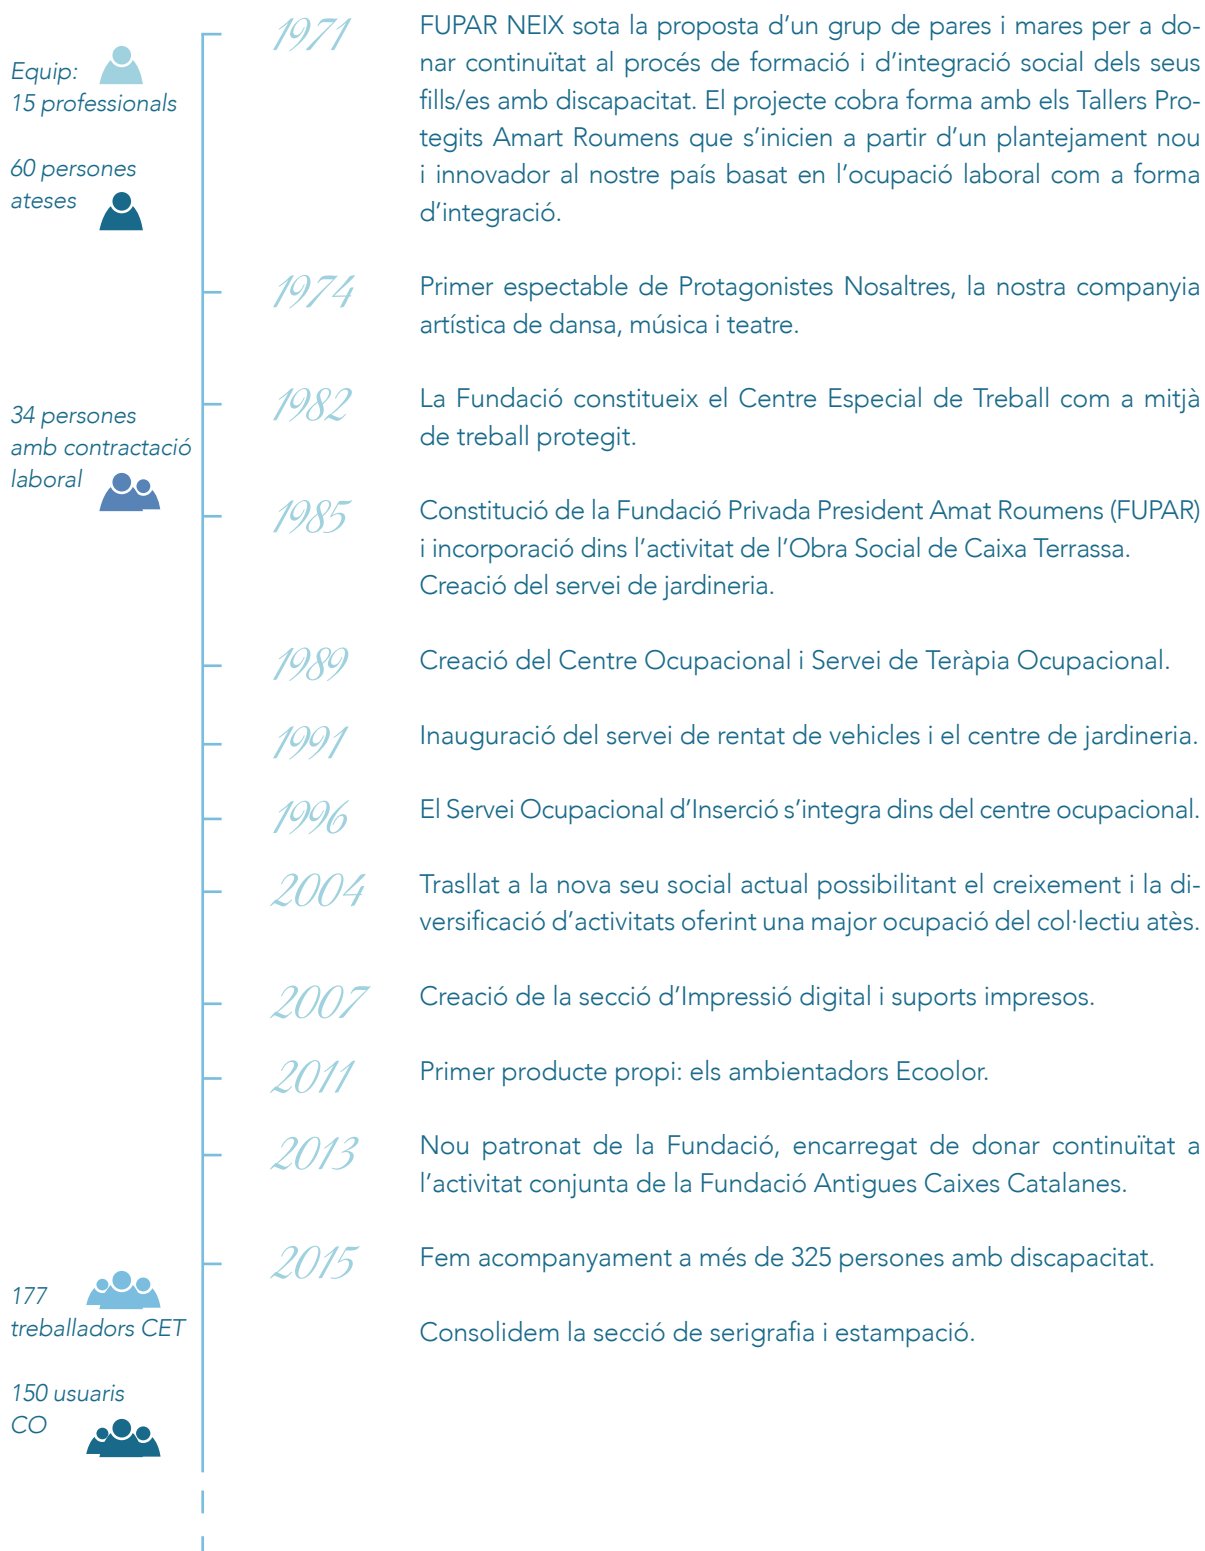 Equip:
15 professionals
60 persones
ateses
1971
FUPAR NEIX sota la proposta d’un grup de pares i mares per a do-
nar continuïtat al procés de formació i d’integració social dels seus
fills/es amb discapacitat. El projecte cobra forma amb els Tallers Pro-
tegits Amart Roumens que s’inicien a partir d’un plantejament nou
i innovador al nostre país basat en l’ocupació laboral com a forma
d’integració.
1974
Primer espectable de Protagonistes Nosaltres, la nostra companyia
artística de dansa, música i teatre.
34 persones
amb contractació
laboral
1982
La Fundació constitueix el Centre Especial de Treball com a mitjà
de treball protegit.
1985
Constitució de la Fundació Privada President Amat Roumens (FUPAR)
i incorporació dins l’activitat de l’Obra Social de Caixa Terrassa.
Creació del servei de jardineria.
1989
Creació del Centre Ocupacional i Servei de Teràpia Ocupacional.
1991
Inauguració del servei de rentat de vehicles i el centre de jardineria.
1996
El Servei Ocupacional d’Inserció s’integra dins del centre ocupacional.
2004
Trasllat a la nova seu social actual possibilitant el creixement i la di-
versificació d’activitats oferint una major ocupació del col·lectiu atès.
2007
Creació de la secció d’Impressió digital i suports impresos.
2011
Primer producte propi: els ambientadors Ecoolor.
2013
Nou patronat de la Fundació, encarregat de donar continuïtat a
l’activitat conjunta de la Fundació Antigues Caixes Catalanes.
2015
Fem acompanyament a més de 325 persones amb discapacitat.
Consolidem la secció de serigrafia i estampació.
177
treballadors CET
150 usuaris
CO